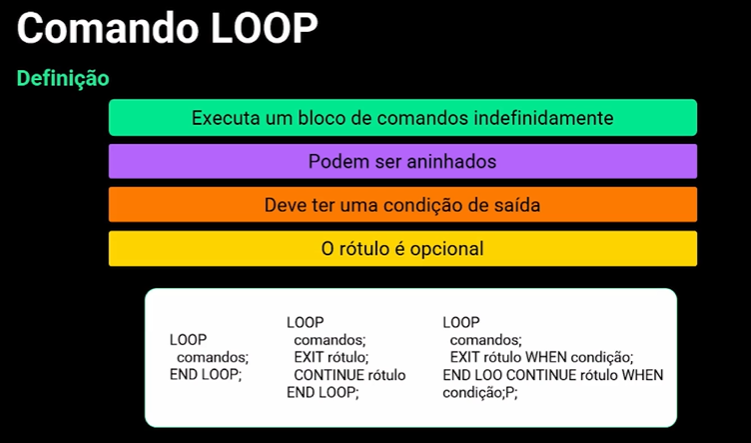 Comando LOOP
Definição
Executa um bloco de comandos indefinidamente
Podem ser aninhados
Deve ter uma condição de saída
O rótulo é opcional
LOOP
comandos;
END LOOP;
LOOP
comandos;
EXIT rótulo;
CONTINUE rótulo
END LOOP;
LOOP
comandos;
EXIT rótulo WHEN condição;
END LOO CONTINUE rótulo WHEN
condição;P;